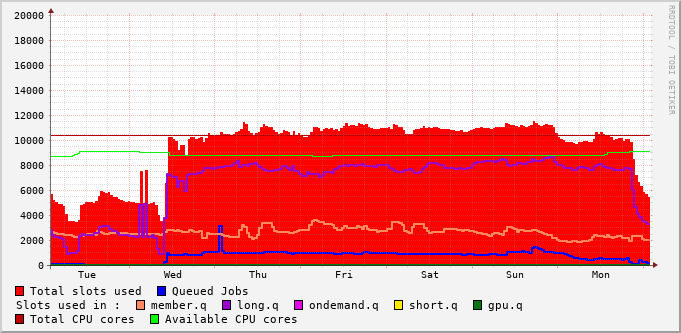 20000
18000
16000
14000
12000
10000
8000
6000
4000
2000
0
Tue Wed Thu Fri Sat Sun Mon
RRDTOOL / TOBI OETIKER
Total slots used Queued Jobs
Slots used in : member.q long.q ondemand.q short.q gpu.q
Total CPU cores Available CPU cores